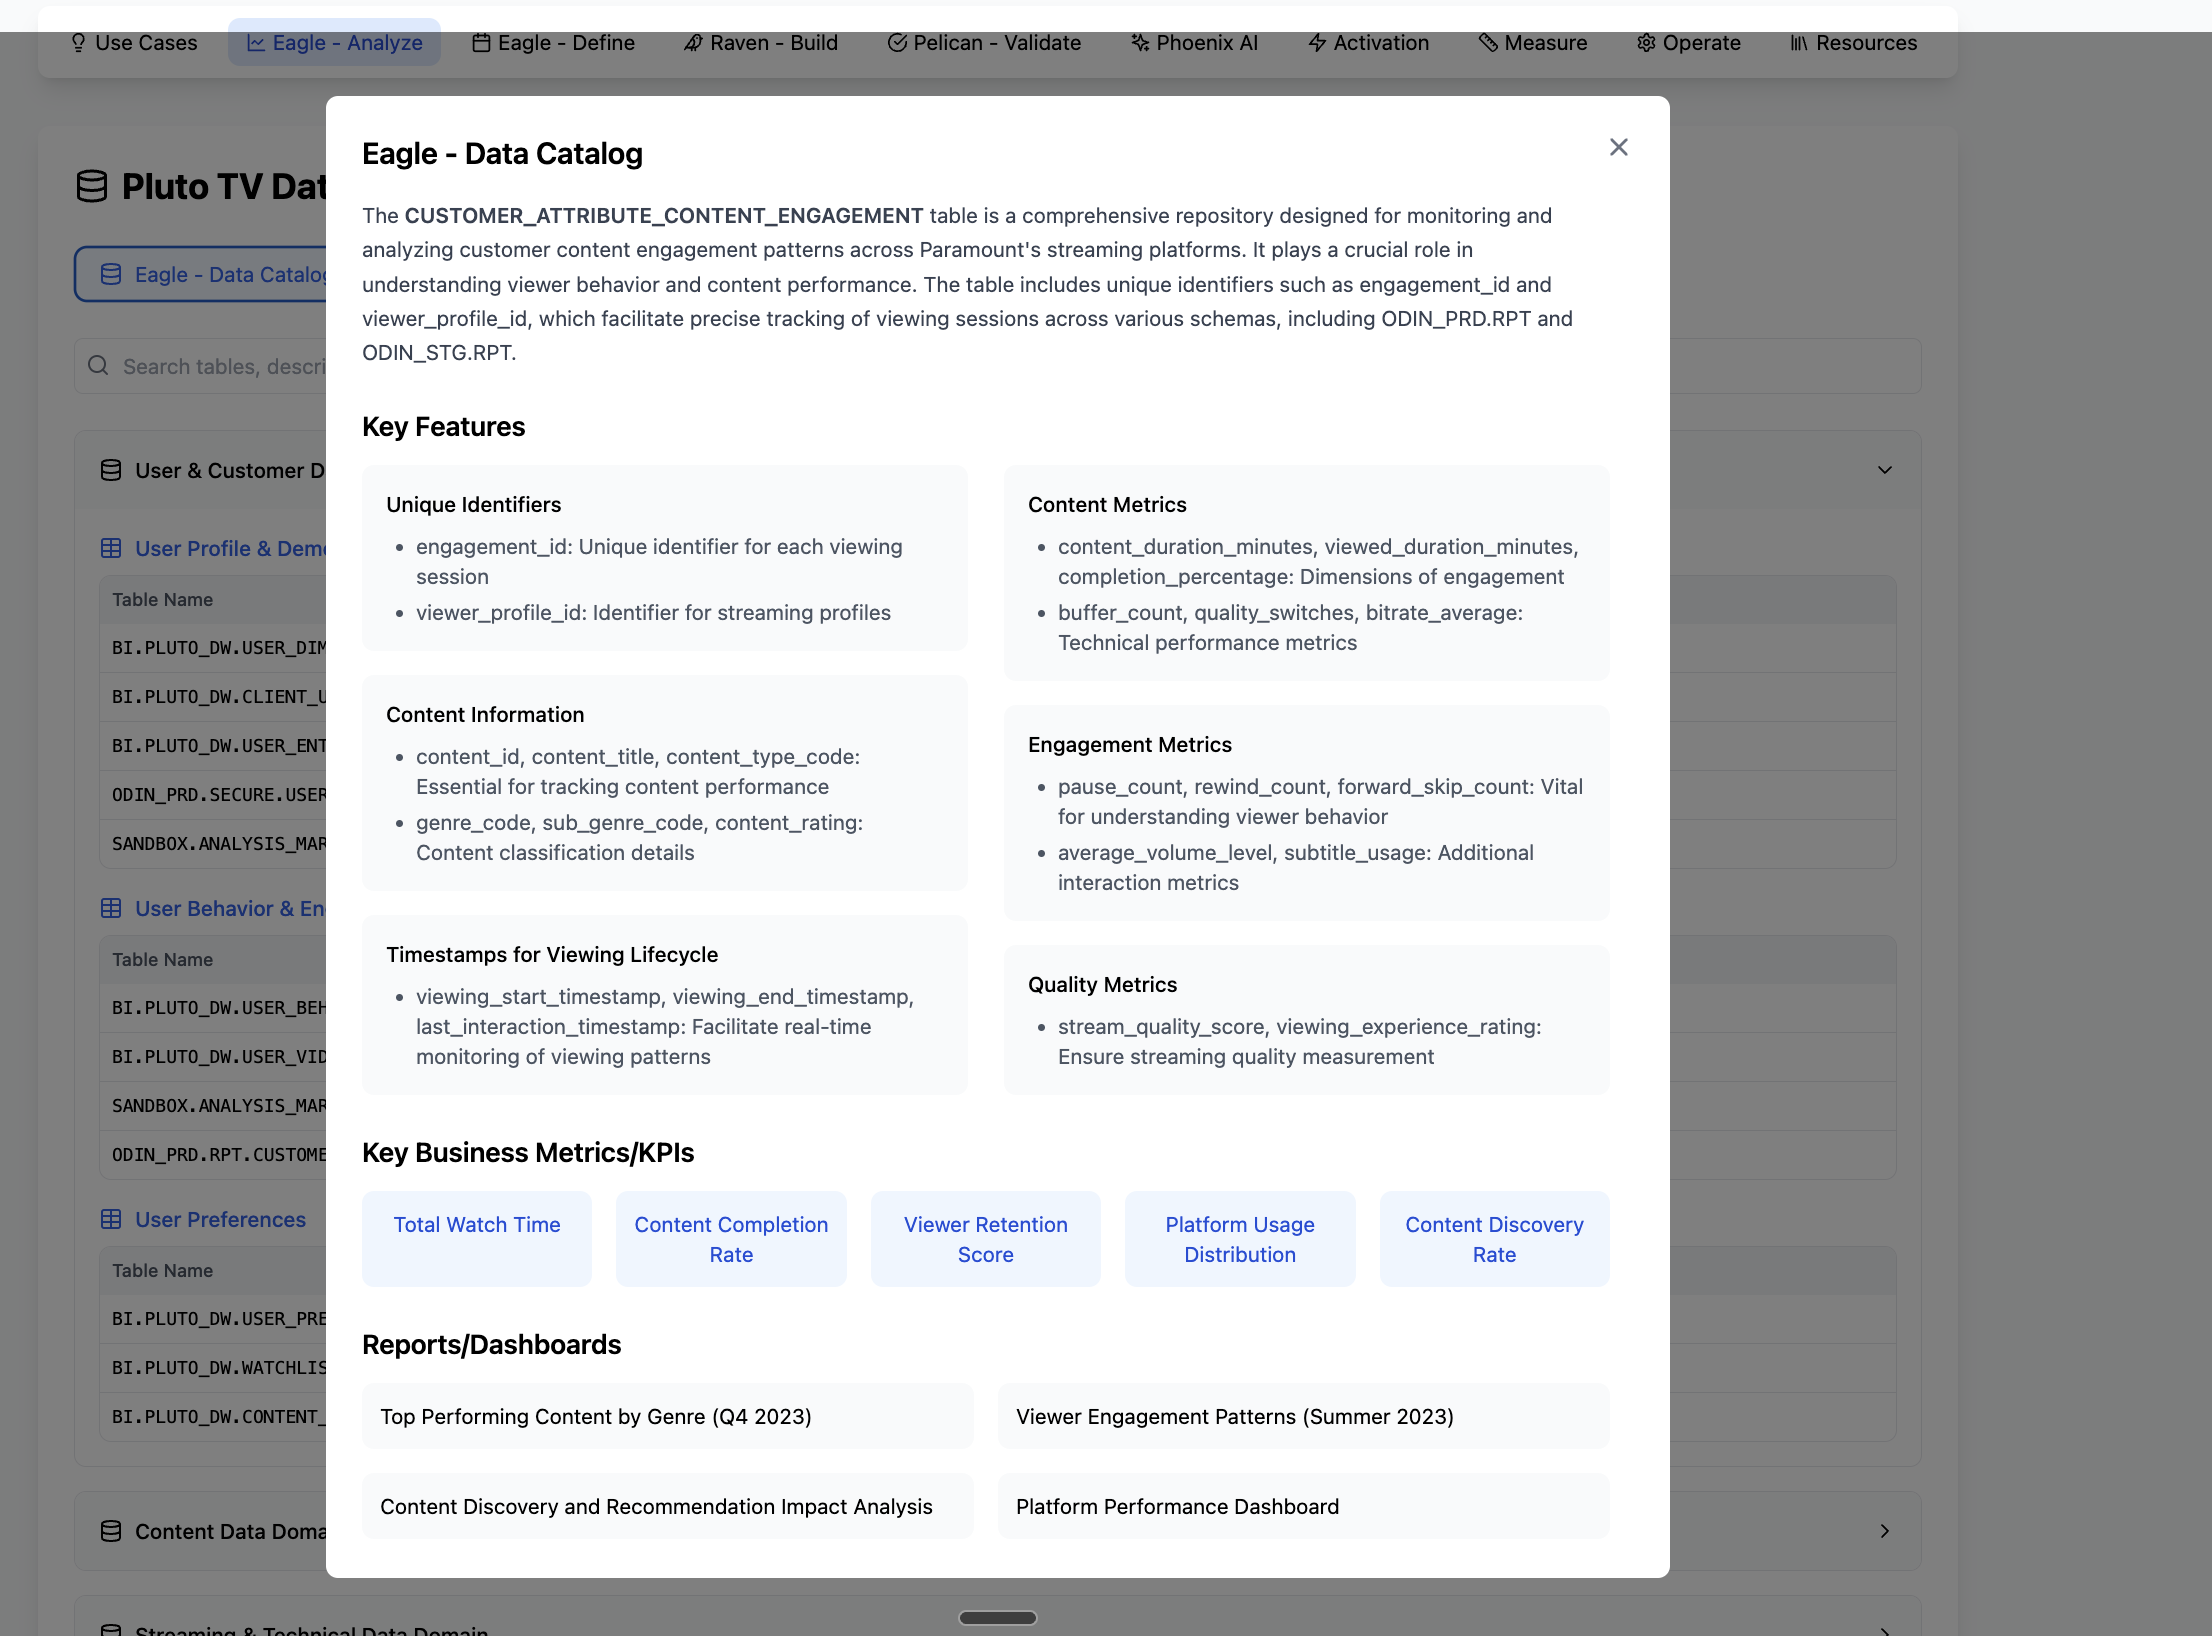 Use Cases
Eagle - Analyze
Eagle - Define
Raven - Build
Pelican - Validate
Phoenix AI
Activation
Measure
Operate
Resources
Pluto TV Dat
Eagle - Data Catalog
Search tables, descri
User & Customer D
User Profile & Demo
Table Name
BI.PLUTO_DW.USER_DIM
BI.PLUTO_DW.CLIENT_U
BI.PLUTO_DW.USER_ENT
ODIN_PRD.SECURE.USER
SANDBOX.ANALYSIS_MAR
User Behavior & En
Table Name
BI.PLUTO_DW.USER_BEH
BI.PLUTO_DW.USER_VID
SANDBOX.ANALYSIS_MAR
ODIN_PRD.RPT.CUSTOME
User Preferences
Table Name
BI.PLUTO_DW.USER_PRE
BI.PLUTO_DW.WATCHLIS
BI.PLUTO_DW.CONTENT_
Content Data Doma
Streaming & Technical Data Domain
Eagle - Data Catalog
The CUSTOMER_ATTRIBUTE_CONTENT_ENGAGEMENT table is a comprehensive repository designed for monitoring and
analyzing customer content engagement patterns across Paramount's streaming platforms. It plays a crucial role in
understanding viewer behavior and content performance. The table includes unique identifiers such as engagement_id and
viewer_profile_id, which facilitate precise tracking of viewing sessions across various schemas, including ODIN_PRD.RPT and
ODIN_STG.RPT.
Key Features
Unique Identifiers
• engagement_id: Unique identifier for each viewing
session
• viewer_profile_id: Identifier for streaming profiles
Content Information
• content_id, content_title, content_type_code:
Essential for tracking content performance
• genre_code, sub_genre_code, content_rating:
Content classification details
Timestamps for Viewing Lifecycle
• viewing_start_timestamp, viewing_end_timestamp,
last_interaction_timestamp: Facilitate real-time
monitoring of viewing patterns
Content Metrics
• content_duration_minutes, viewed_duration_minutes,
completion_percentage: Dimensions of engagement
• buffer_count, quality_switches, bitrate_average:
Technical performance metrics
Engagement Metrics
• pause_count, rewind_count, forward_skip_count: Vital
for understanding viewer behavior
• average_volume_level, subtitle_usage: Additional
interaction metrics
Quality Metrics
• stream_quality_score, viewing_experience_rating:
Ensure streaming quality measurement
Key Business Metrics/KPIs
Total Watch Time
Content Completion
Rate
Viewer Retention
Score
Platform Usage
Distribution
Content Discovery
Rate
Reports/Dashboards
Top Performing Content by Genre (Q4 2023)
Viewer Engagement Patterns (Summer 2023)
Content Discovery and Recommendation Impact Analysis
Platform Performance Dashboard